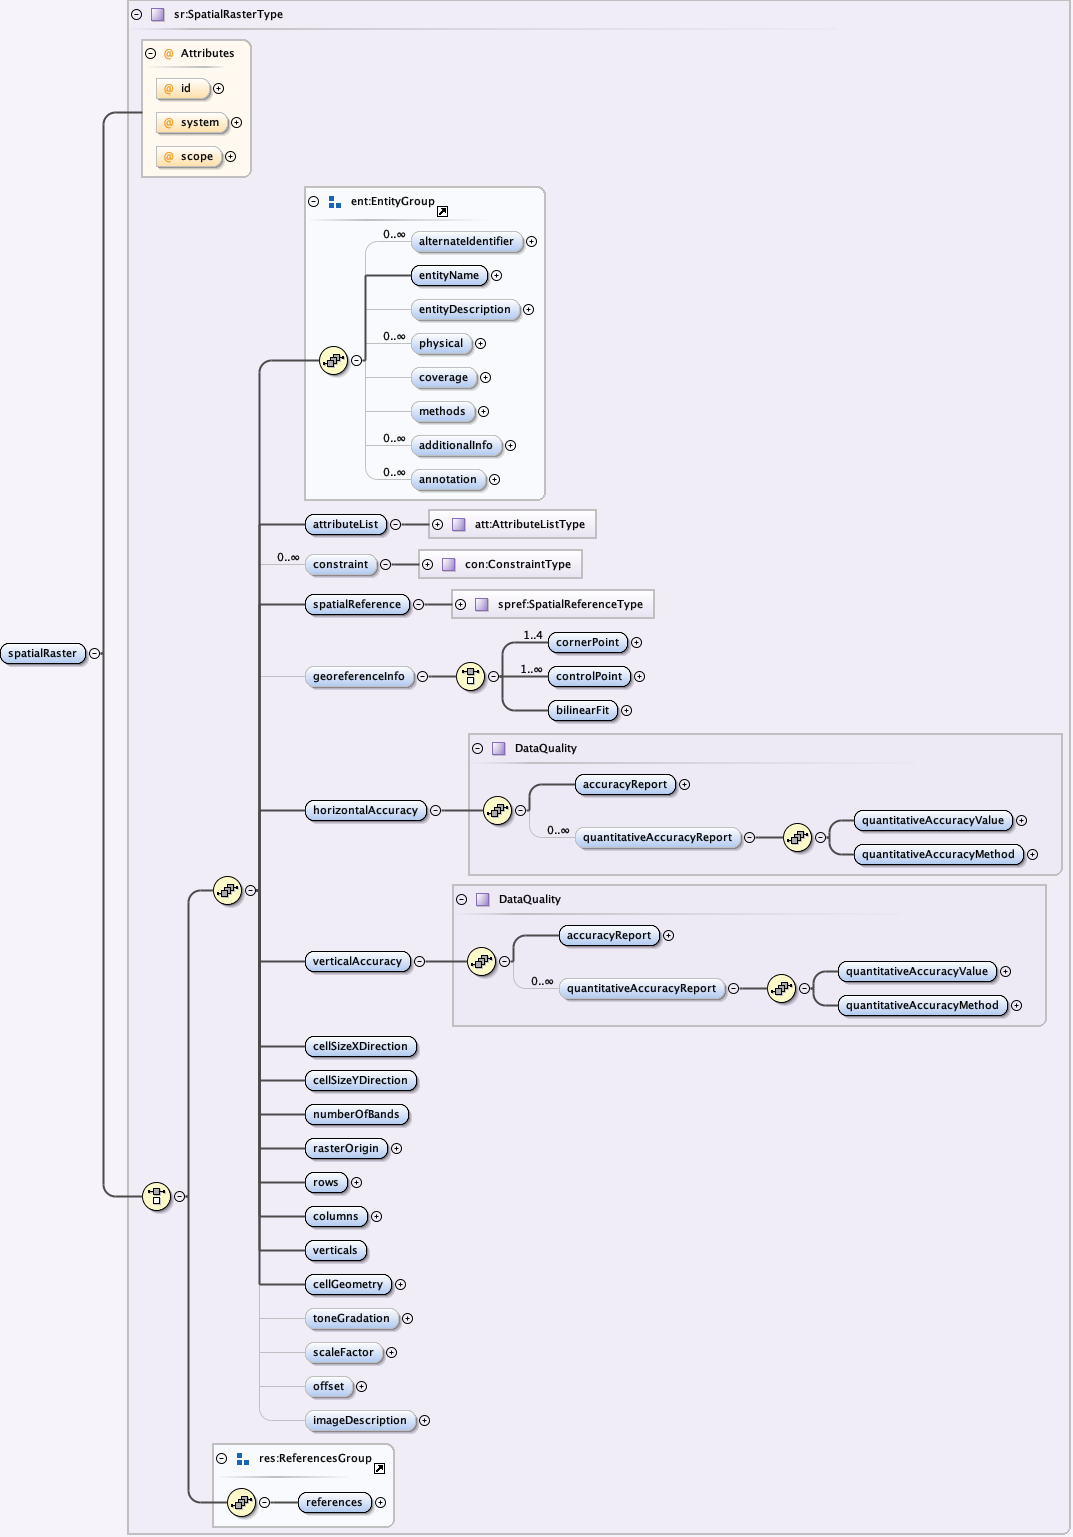 sr:SpatialRasterType
@ Attributes
@ id
@ system
@ scope
ent:EntityGroup
0..∞ alternateIdentifier
entityName
entityDescription
0..∞ physical
coverage
methods
0..∞ additionalInfo
0..∞ annotation
attributeList att:AttributeListType
0..∞ constraint con:ConstraintType
spatialReference spref:SpatialReferenceType
1..4 cornerPoint
spatialRaster
georeferenceInfo 1..∞ controlPoint
bilinearFit
DataQuality
accuracyReport
horizontalAccuracy
0..∞ quantitativeAccuracyReport
quantitativeAccuracyValue
quantitativeAccuracyMethod
DataQuality
accuracyReport
verticalAccuracy
0..∞ quantitativeAccuracyReport
quantitativeAccuracyValue
quantitativeAccuracyMethod
cellSizeXDirection
cellSizeYDirection
numberOfBands
rasterOrigin
rows
columns
verticals
cellGeometry
toneGradation
scaleFactor
offset
imageDescription
res:ReferencesGroup
references